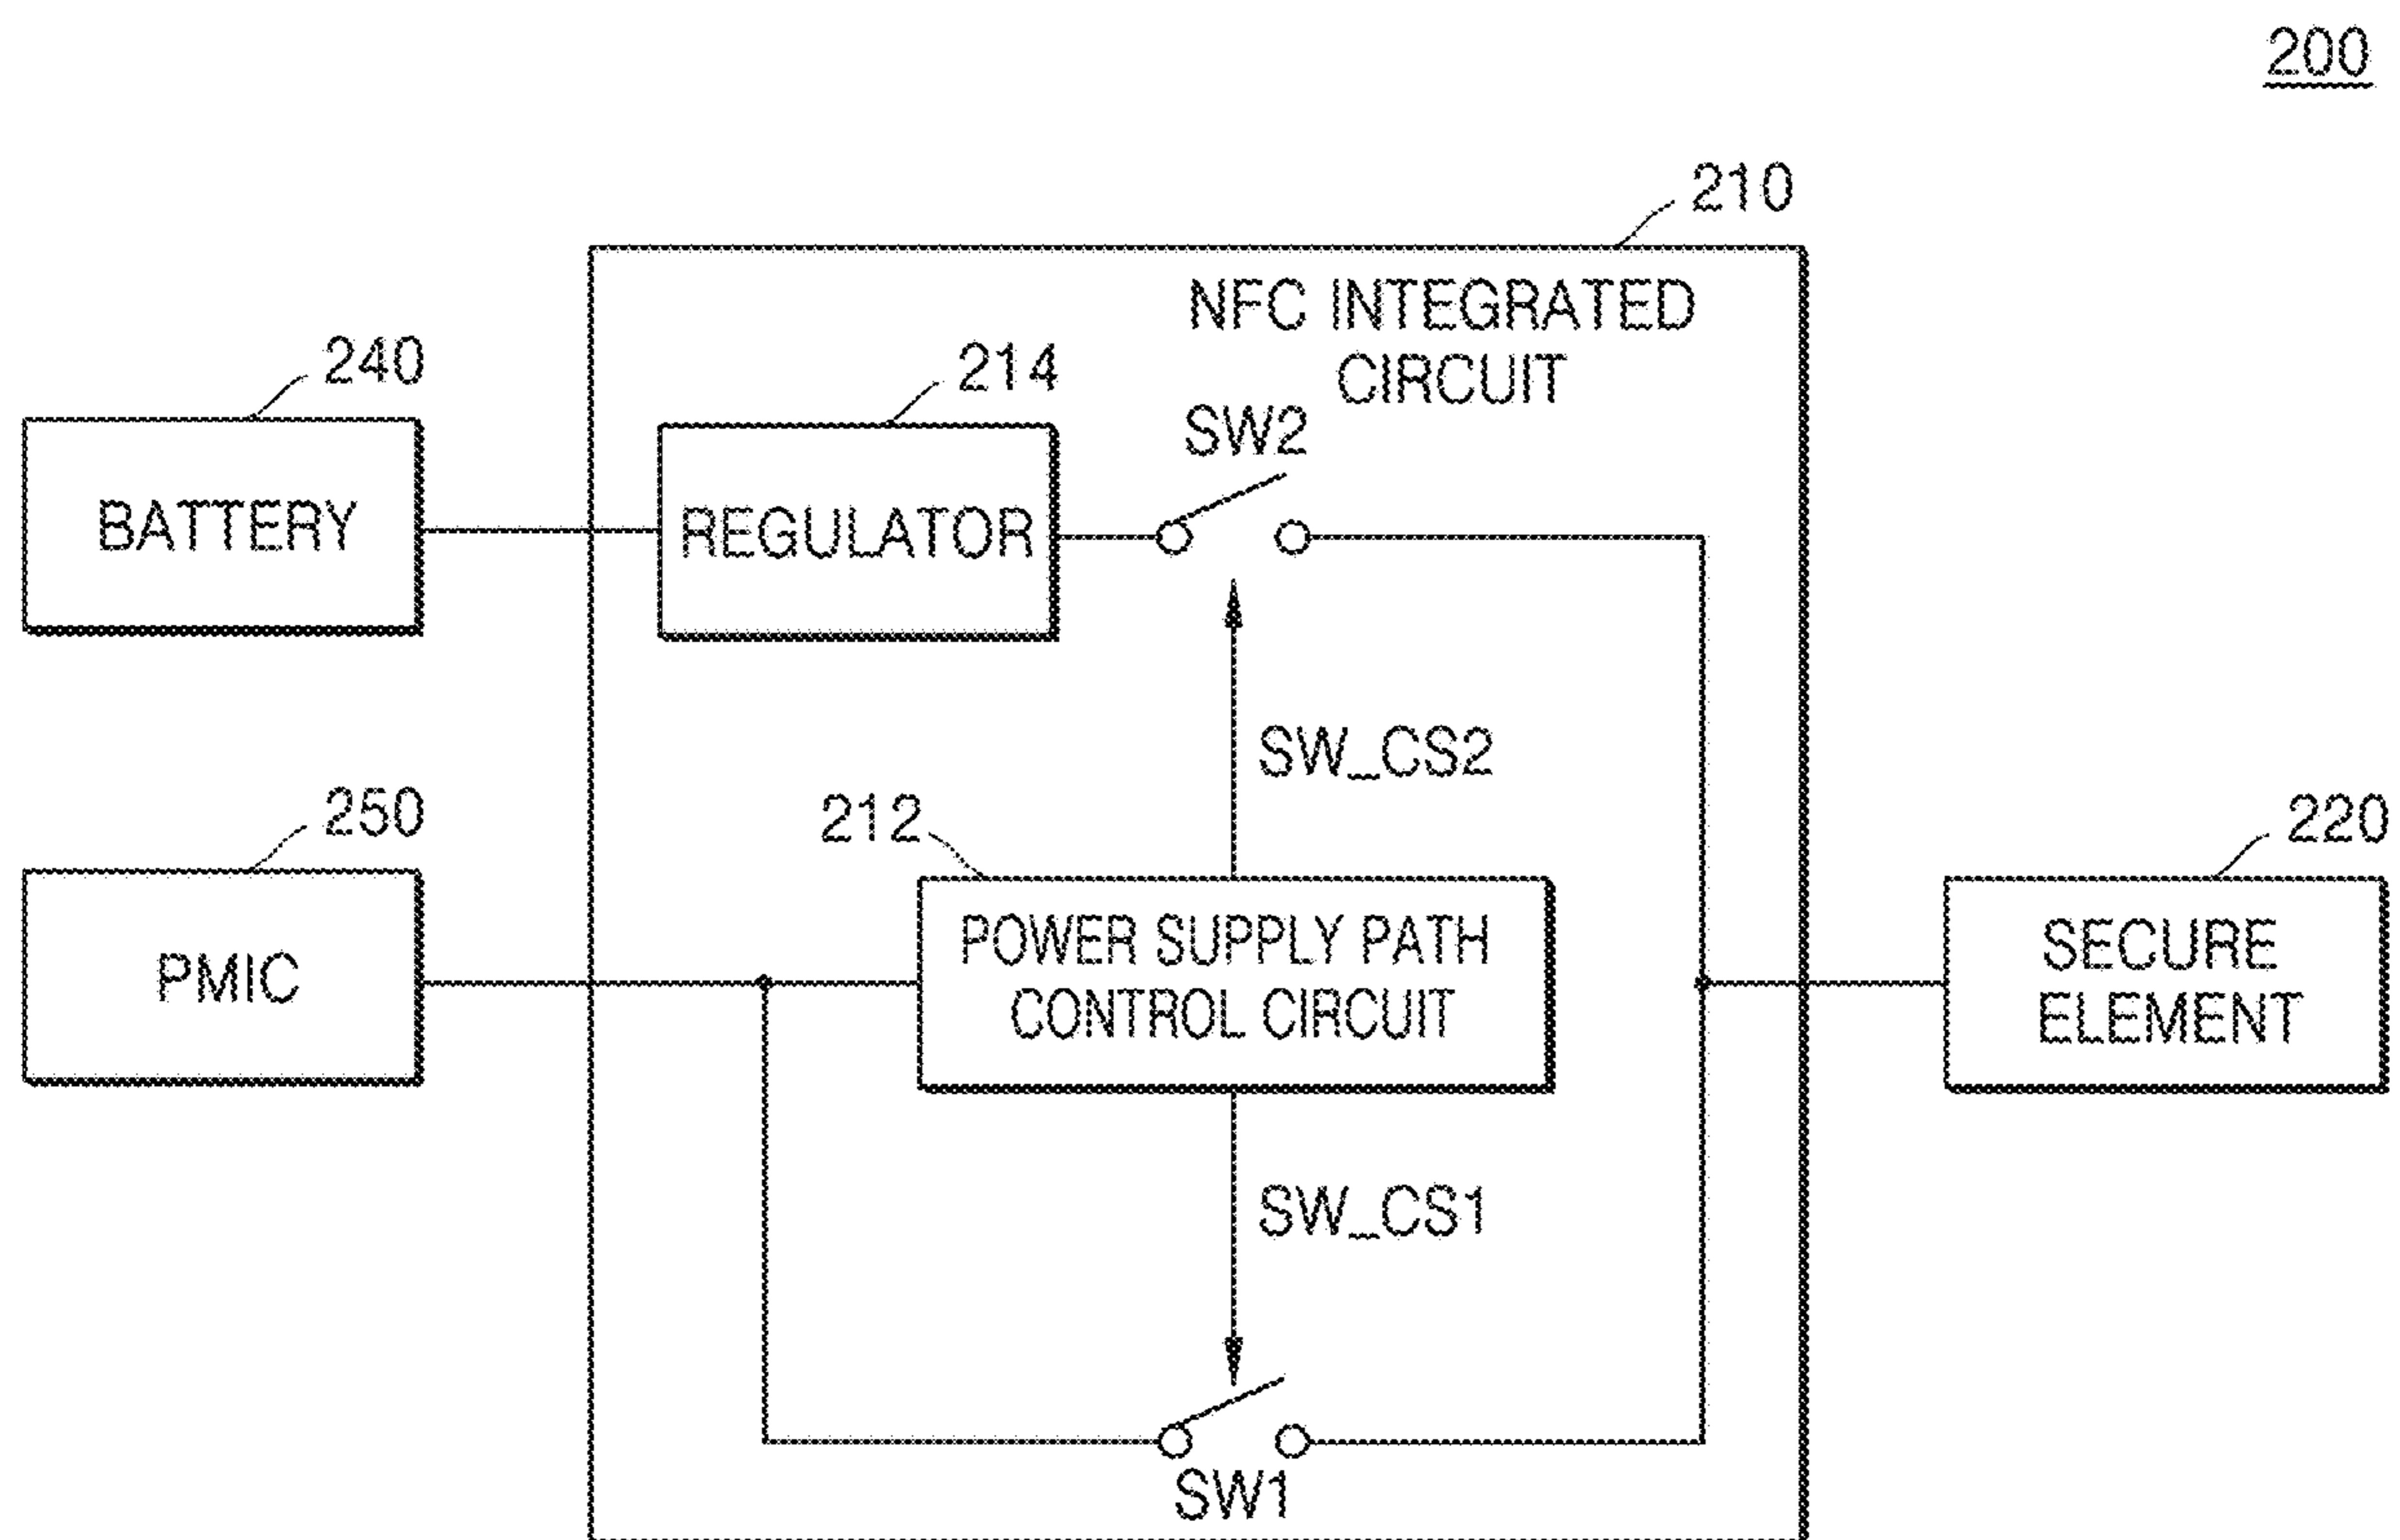 200
210
NFC INTEGRATED
CIRCUIT
240
214
SW2
BATTERY
REGULATOR
SW_CS2
250
212
220
PMIC
POWER SUPPLY PATH
CONTROL CIRCUIT
SECURE
ELEMENT
SW_CS1
SW1